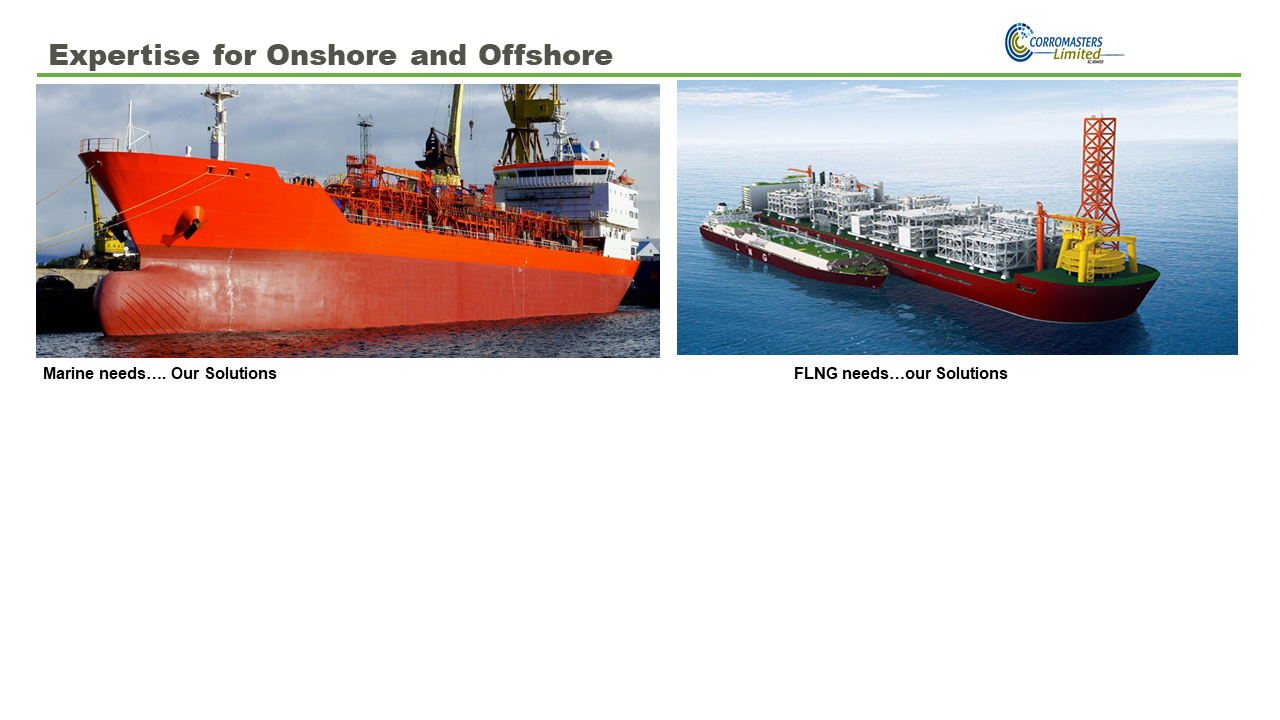 Expertise for Onshore and Offshore
CORROMASTERS
Limited
LNG
Marine needs…. Our Solutions
FLNG needs…our Solutions